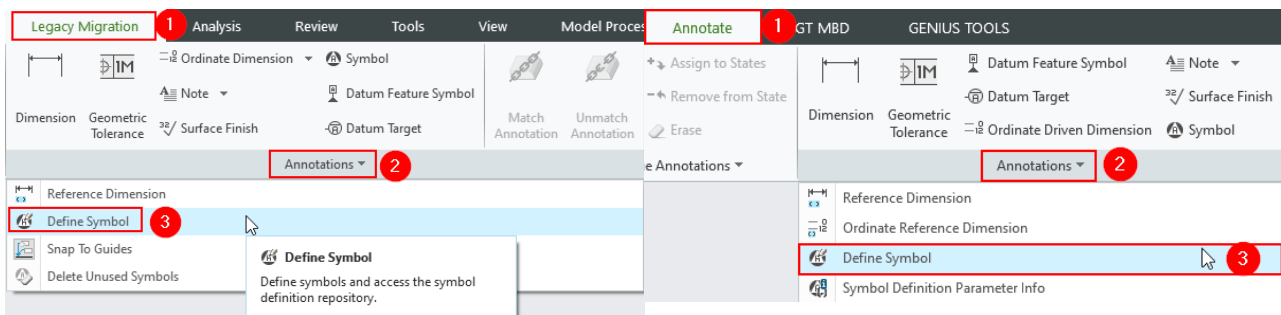 Legacy Migration 1 Analysis Review Tools View Model Proces
Ordinate Dimension Symbol
Note Datum Feature Symbol
Dimension Geometric Tolerance Surface Finish Datum Target Match Annotation Unmatch Annotation
Annotations 2
Reference Dimension
Define Symbol 3
Snap To Guides
Delete Unused Symbols
Define Symbol
Define symbols and access the symbol
definition repository.
Annotate 1 GT MBD GENIUS TOOLS
Assign to States Datum Feature Symbol Note
Remove from State Datum Target Surface Finish
Erase Dimension Geometric Tolerance Ordinate Driven Dimension Symbol
e Annotations Annotations 2
Reference Dimension
Ordinate Reference Dimension
Define Symbol 3
Symbol Definition Parameter Info